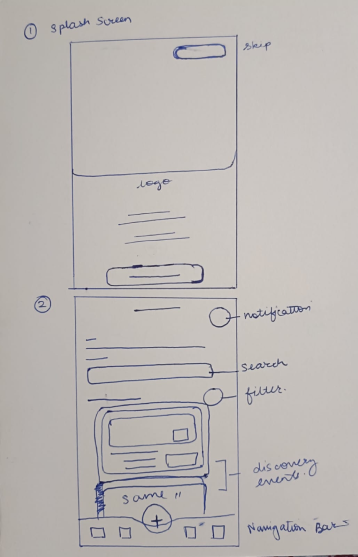 ① Splash Screen
Skip
Logo
②
notification
search
filter.
discovery
events.
same "
+
Navigation Bar